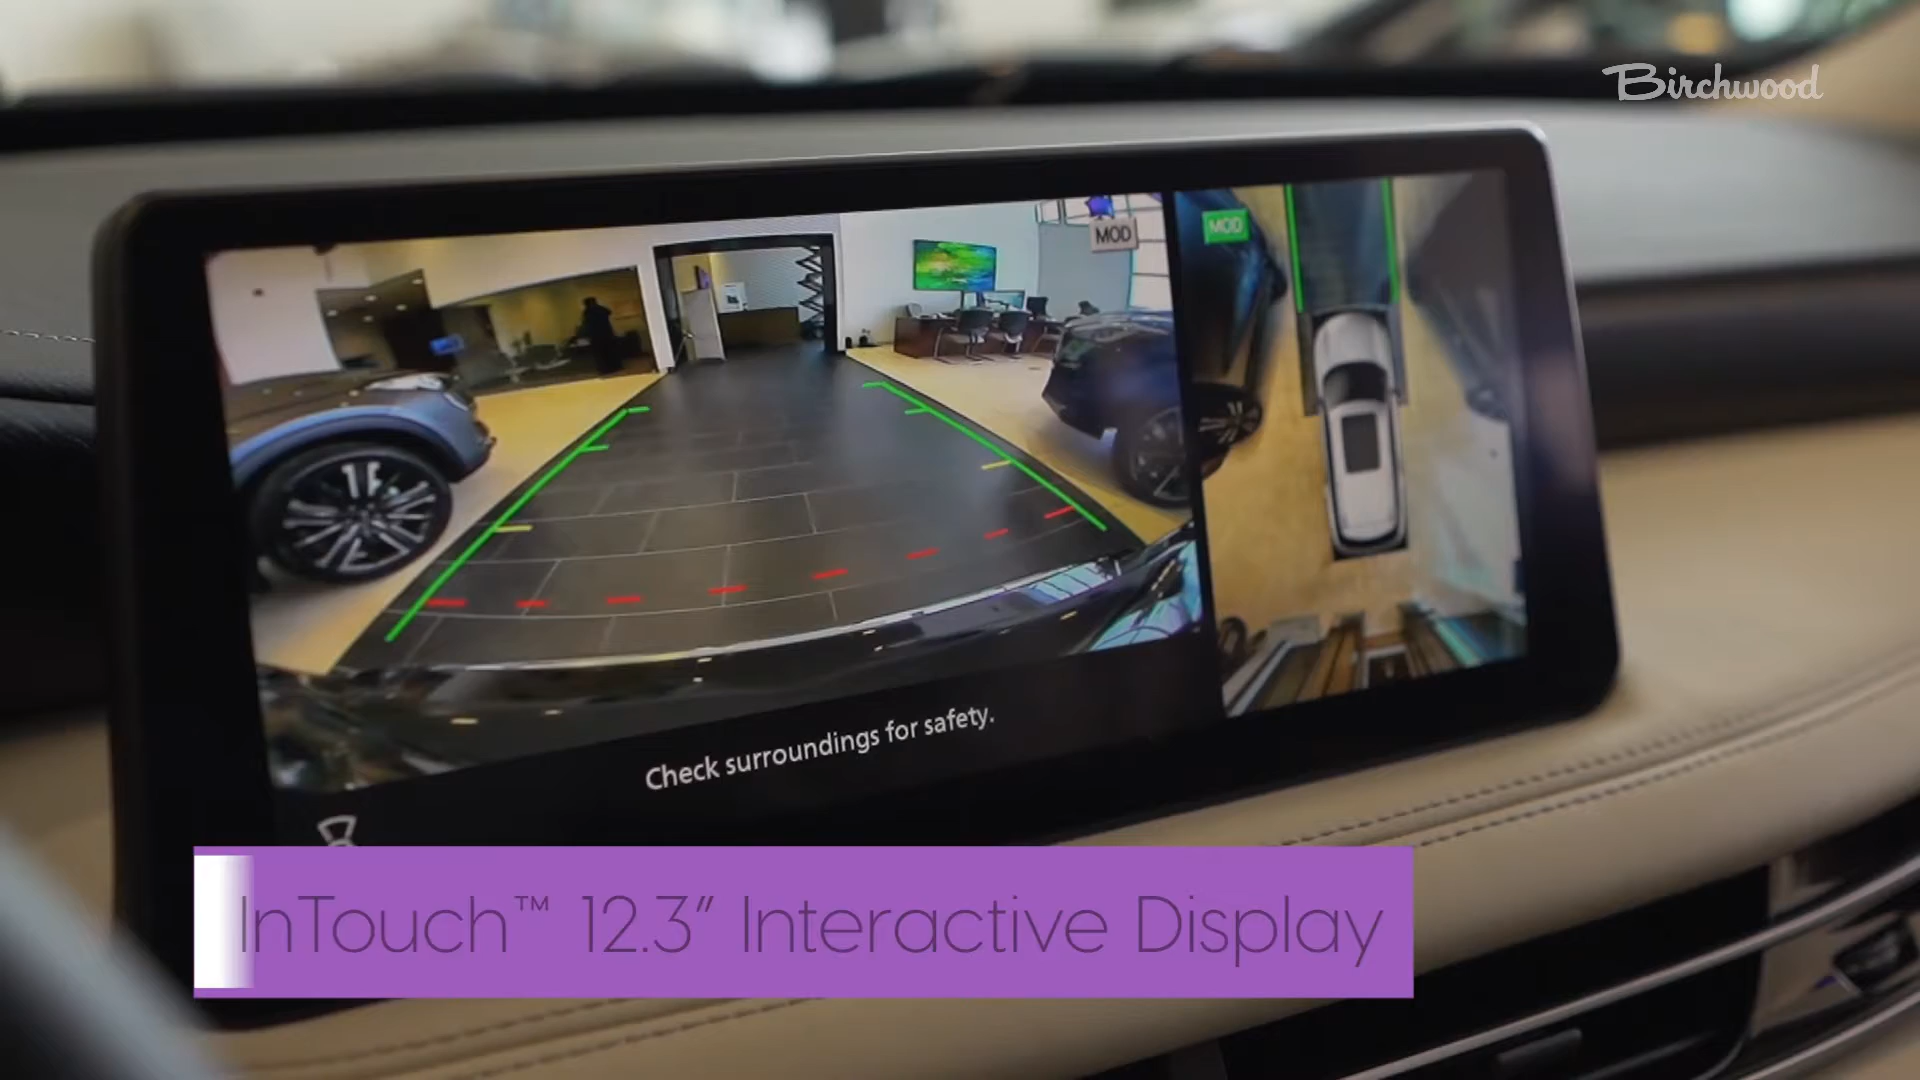 Birchwood
MOD
MOD
Check surroundings for safety.
InTouch™ 12.3” Interactive Display